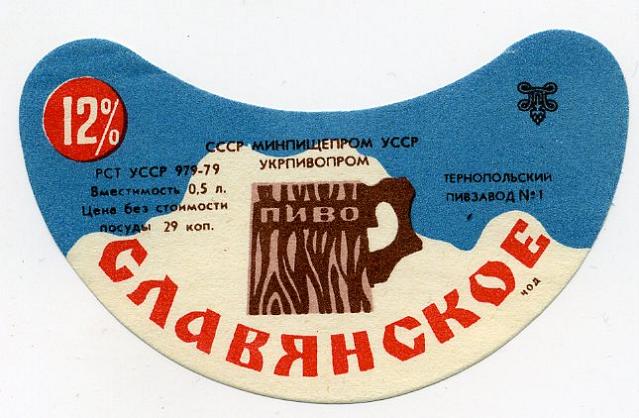 12%
СССР МИНПИЩЕПРОМ УССР
УКРПИВОПРОМ
РСТ УССР 979-79
Вместимость 0,5 л.
Цена без стоимости
посуды 29 коп.
ТЕРНОПОЛЬСКИЙ
ПИВЗАВОД №1
ПИВО
СЛАВЯНСКОЕ
ЧОД